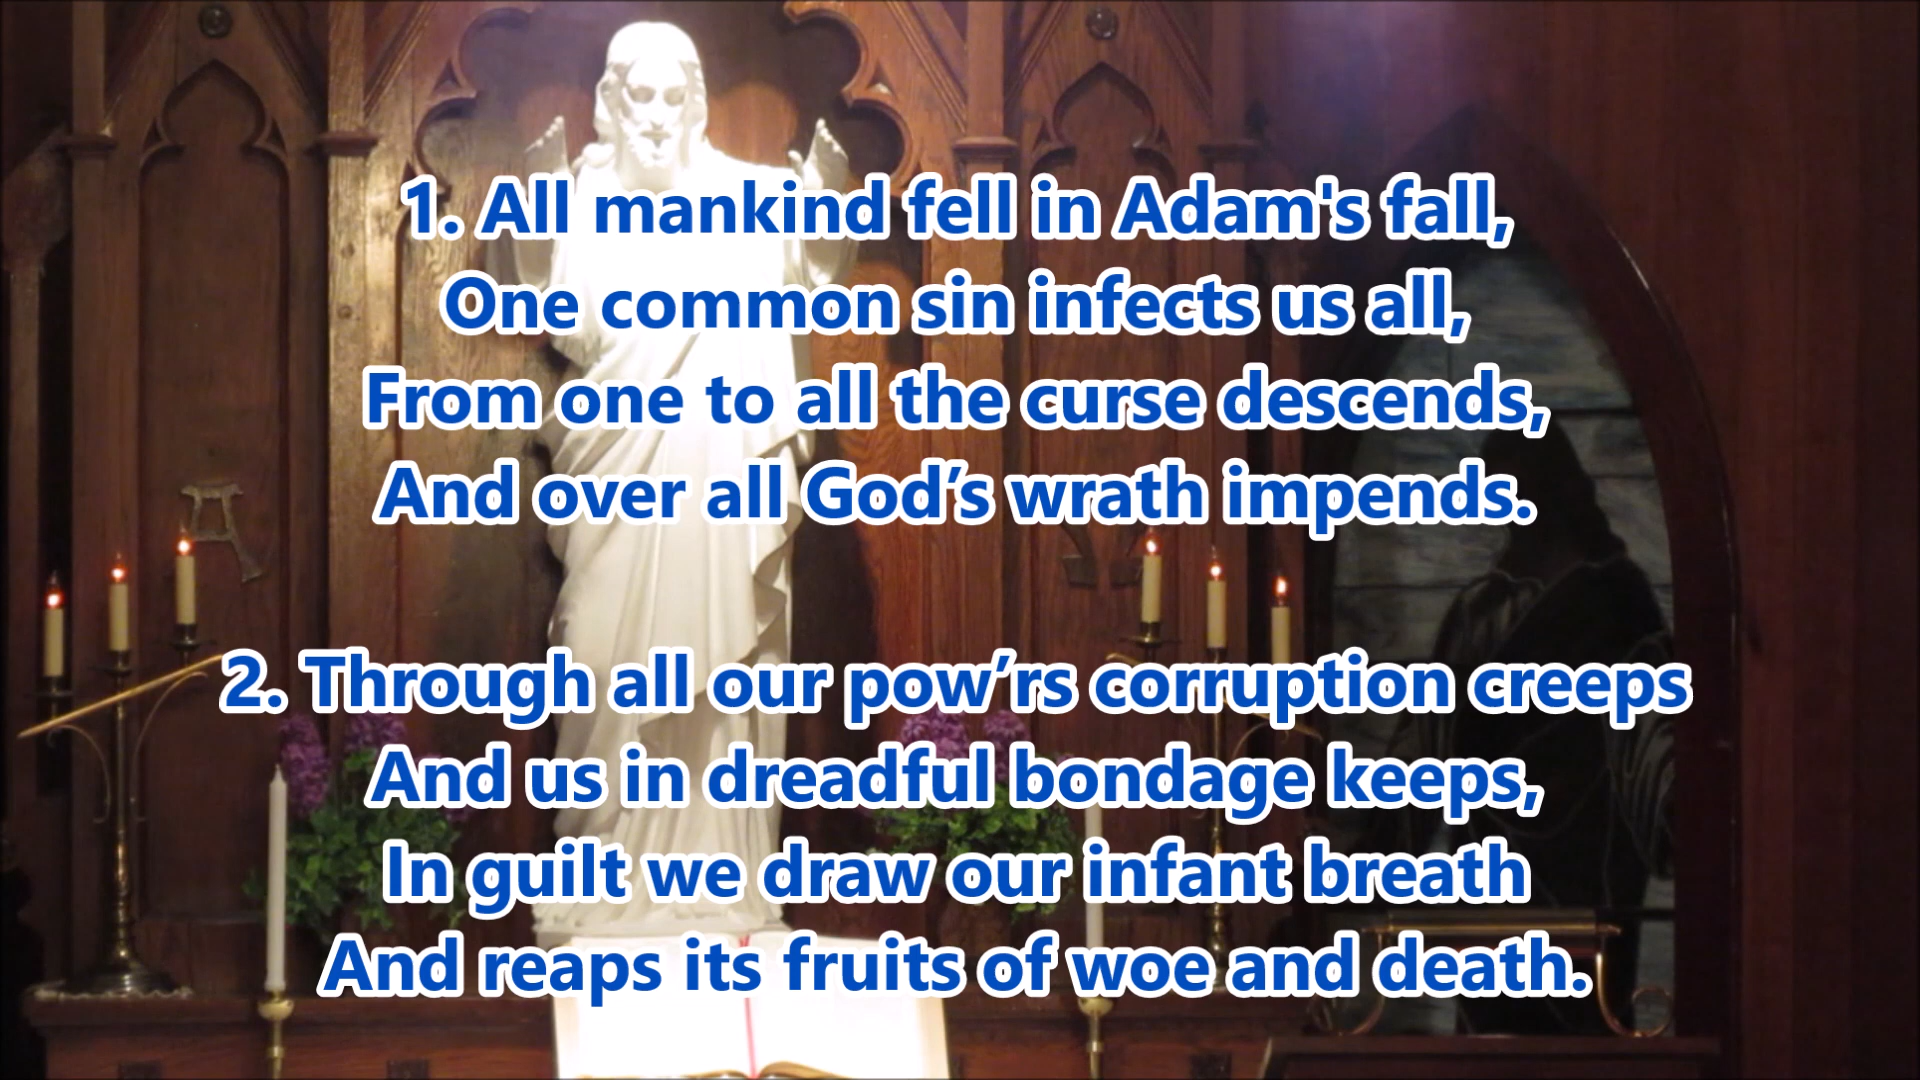 1. All mankind fell in Adam's fall,
One common sin infects us all,
From one to all the curse descends,
And over all God’s wrath impends.
2. Through all our pow’rs corruption creeps
And us in dreadful bondage keeps,
In guilt we draw our infant breath
And reaps its fruits of woe and death.